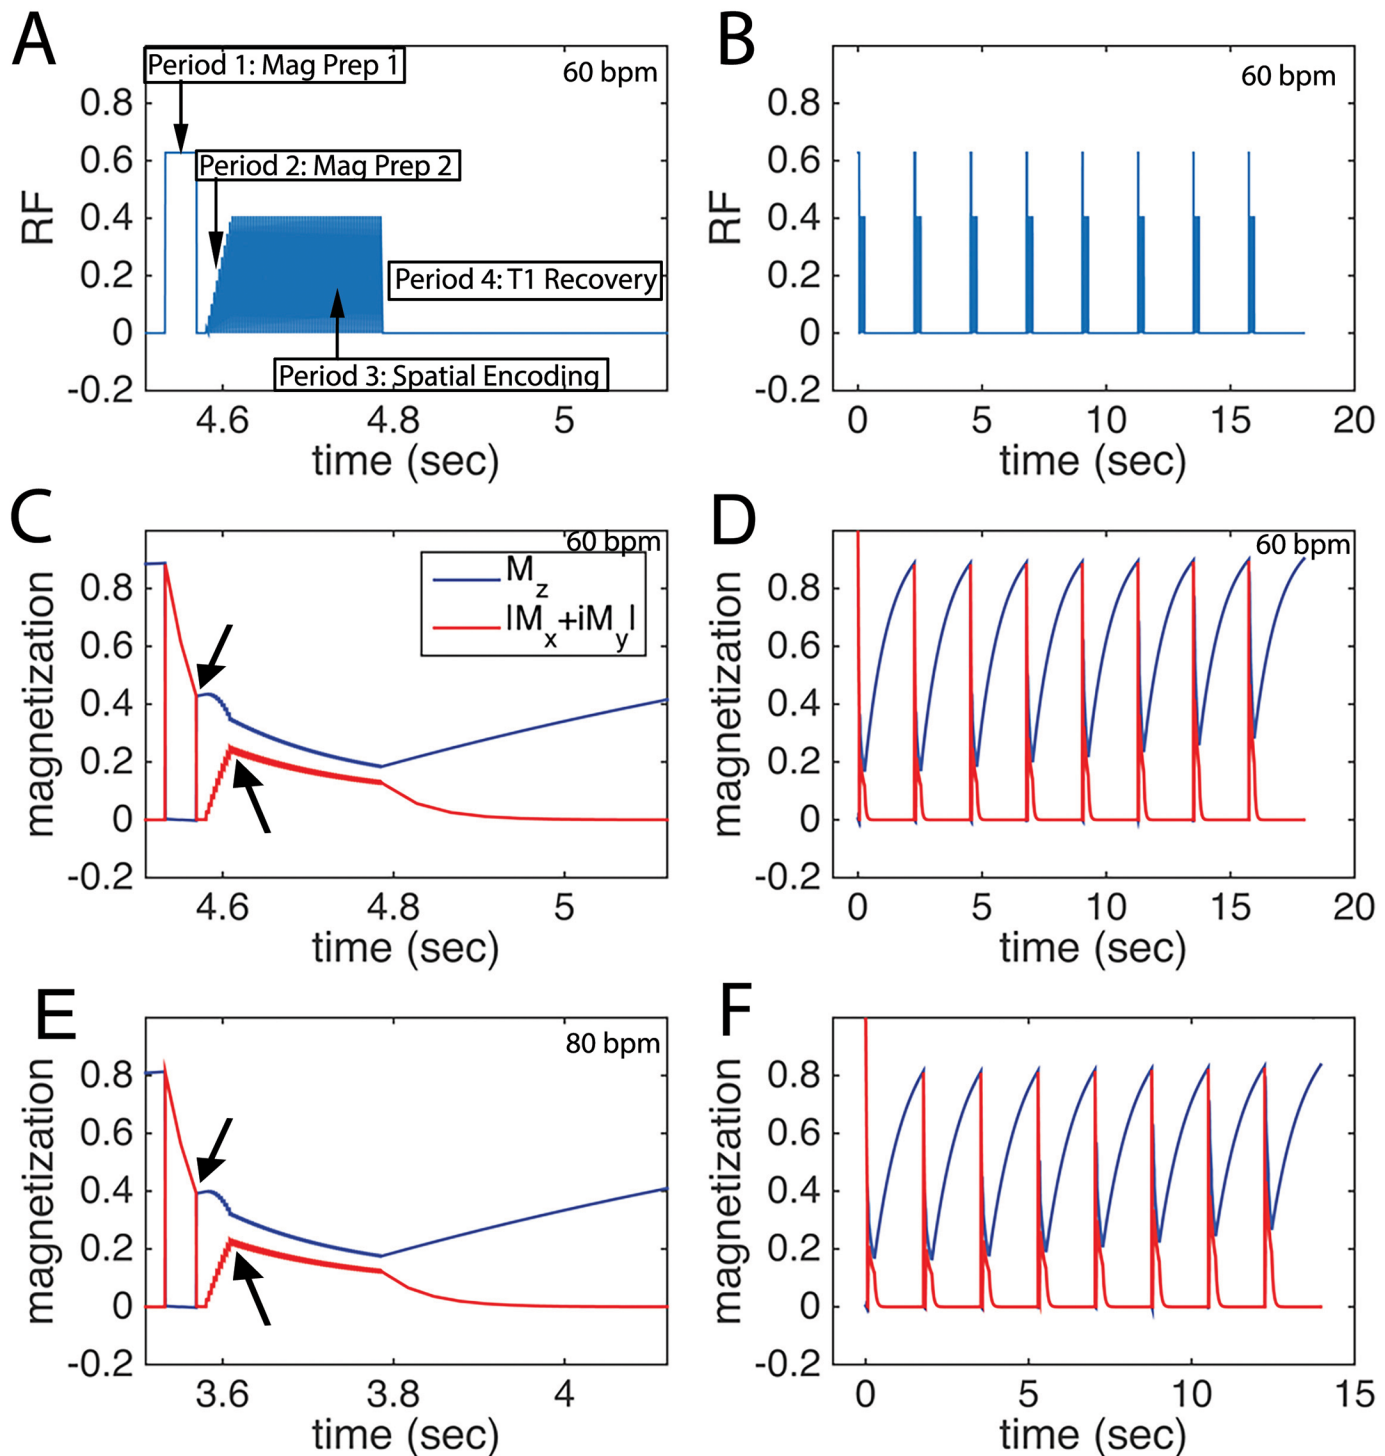 A
Period 1: Mag Prep 1
60 bpm
Period 2: Mag Prep 2
Period 4: T1 Recovery
Period 3: Spatial Encoding
0.8
0.6
0.4
0.2
0
-0.2
RF
4.6
4.8
5
time (sec)
B
60 bpm
0.8
0.6
0.4
0.2
0
-0.2
RF
0
5
10
15
20
time (sec)
C
60 bpm
Mz
|Mx+iMy|
0.8
0.6
0.4
0.2
0
-0.2
magnetization
4.6
4.8
5
time (sec)
D
60 bpm
0.8
0.6
0.4
0.2
0
-0.2
magnetization
0
5
10
15
20
time (sec)
E
80 bpm
0.8
0.6
0.4
0.2
0
-0.2
magnetization
3.6
3.8
4
time (sec)
F
0.8
0.6
0.4
0.2
0
-0.2
magnetization
0
5
10
15
time (sec)